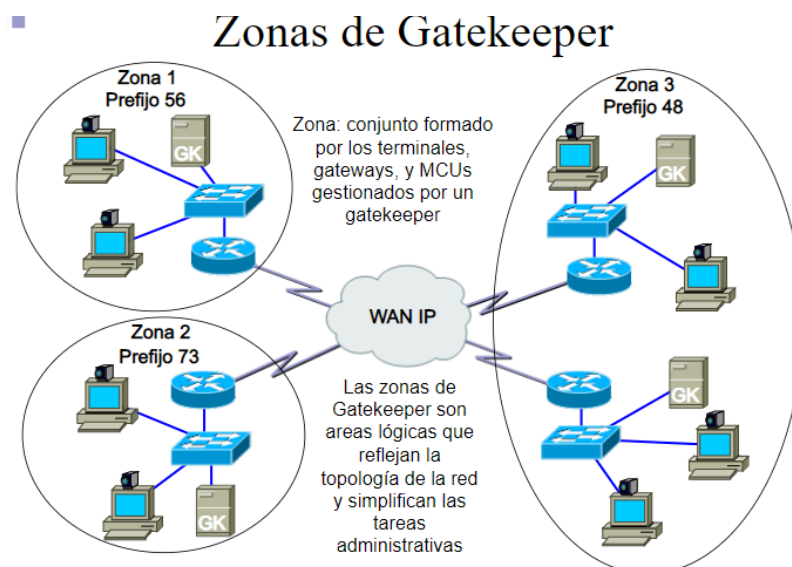 Zonas de Gatekeeper
Zona 1
Prefijo 56
GK
Zona: conjunto formado
por los terminales,
gateways, y MCUs
gestionados por un
gatekeeper
Zona 3
Prefijo 48
GK
WAN IP
Zona 2
Prefijo 73
GK
Las zonas de
Gatekeeper son
areas lógicas que
reflejan la
topología de la red
y simplifican las
tareas
administrativas
GK